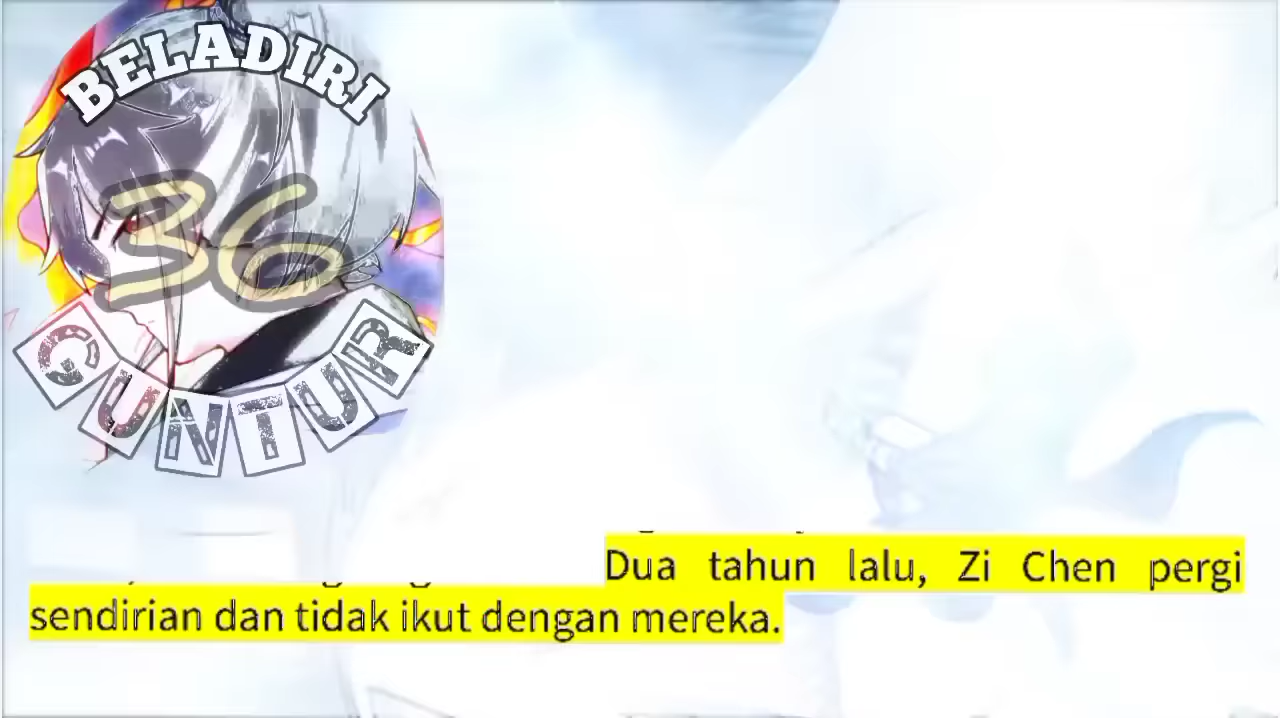 BELADIRI
36
GUNTUR
Dua tahun lalu, Zi Chen pergi
sendirian dan tidak ikut dengan mereka.